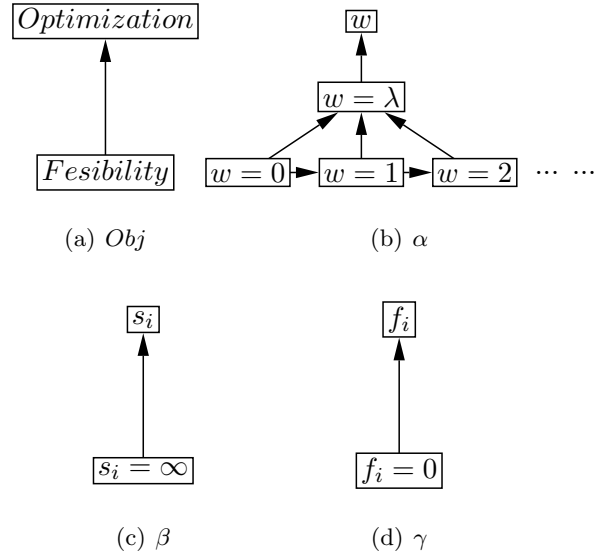 Optimization
Fesibility
(a) Obj
w
w = λ
w = 0
w = 1
w = 2
... ...
(b) α
s_i
s_i = ∞
(c) β
f_i
f_i = 0
(d) γ